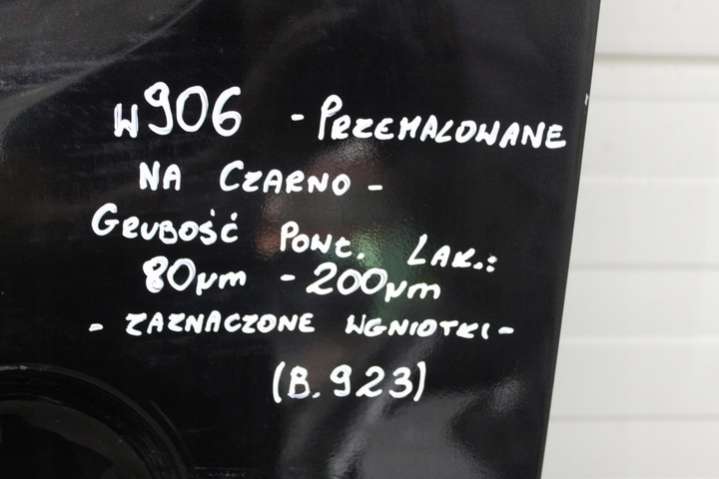 W906 - PRZEMALOWANE
NA CZARNO -
GRUBOŚĆ POWŁ. LAK.:
80μm - 200μm
- ZAZNACZONE WGNIOTKI -
(B.923)